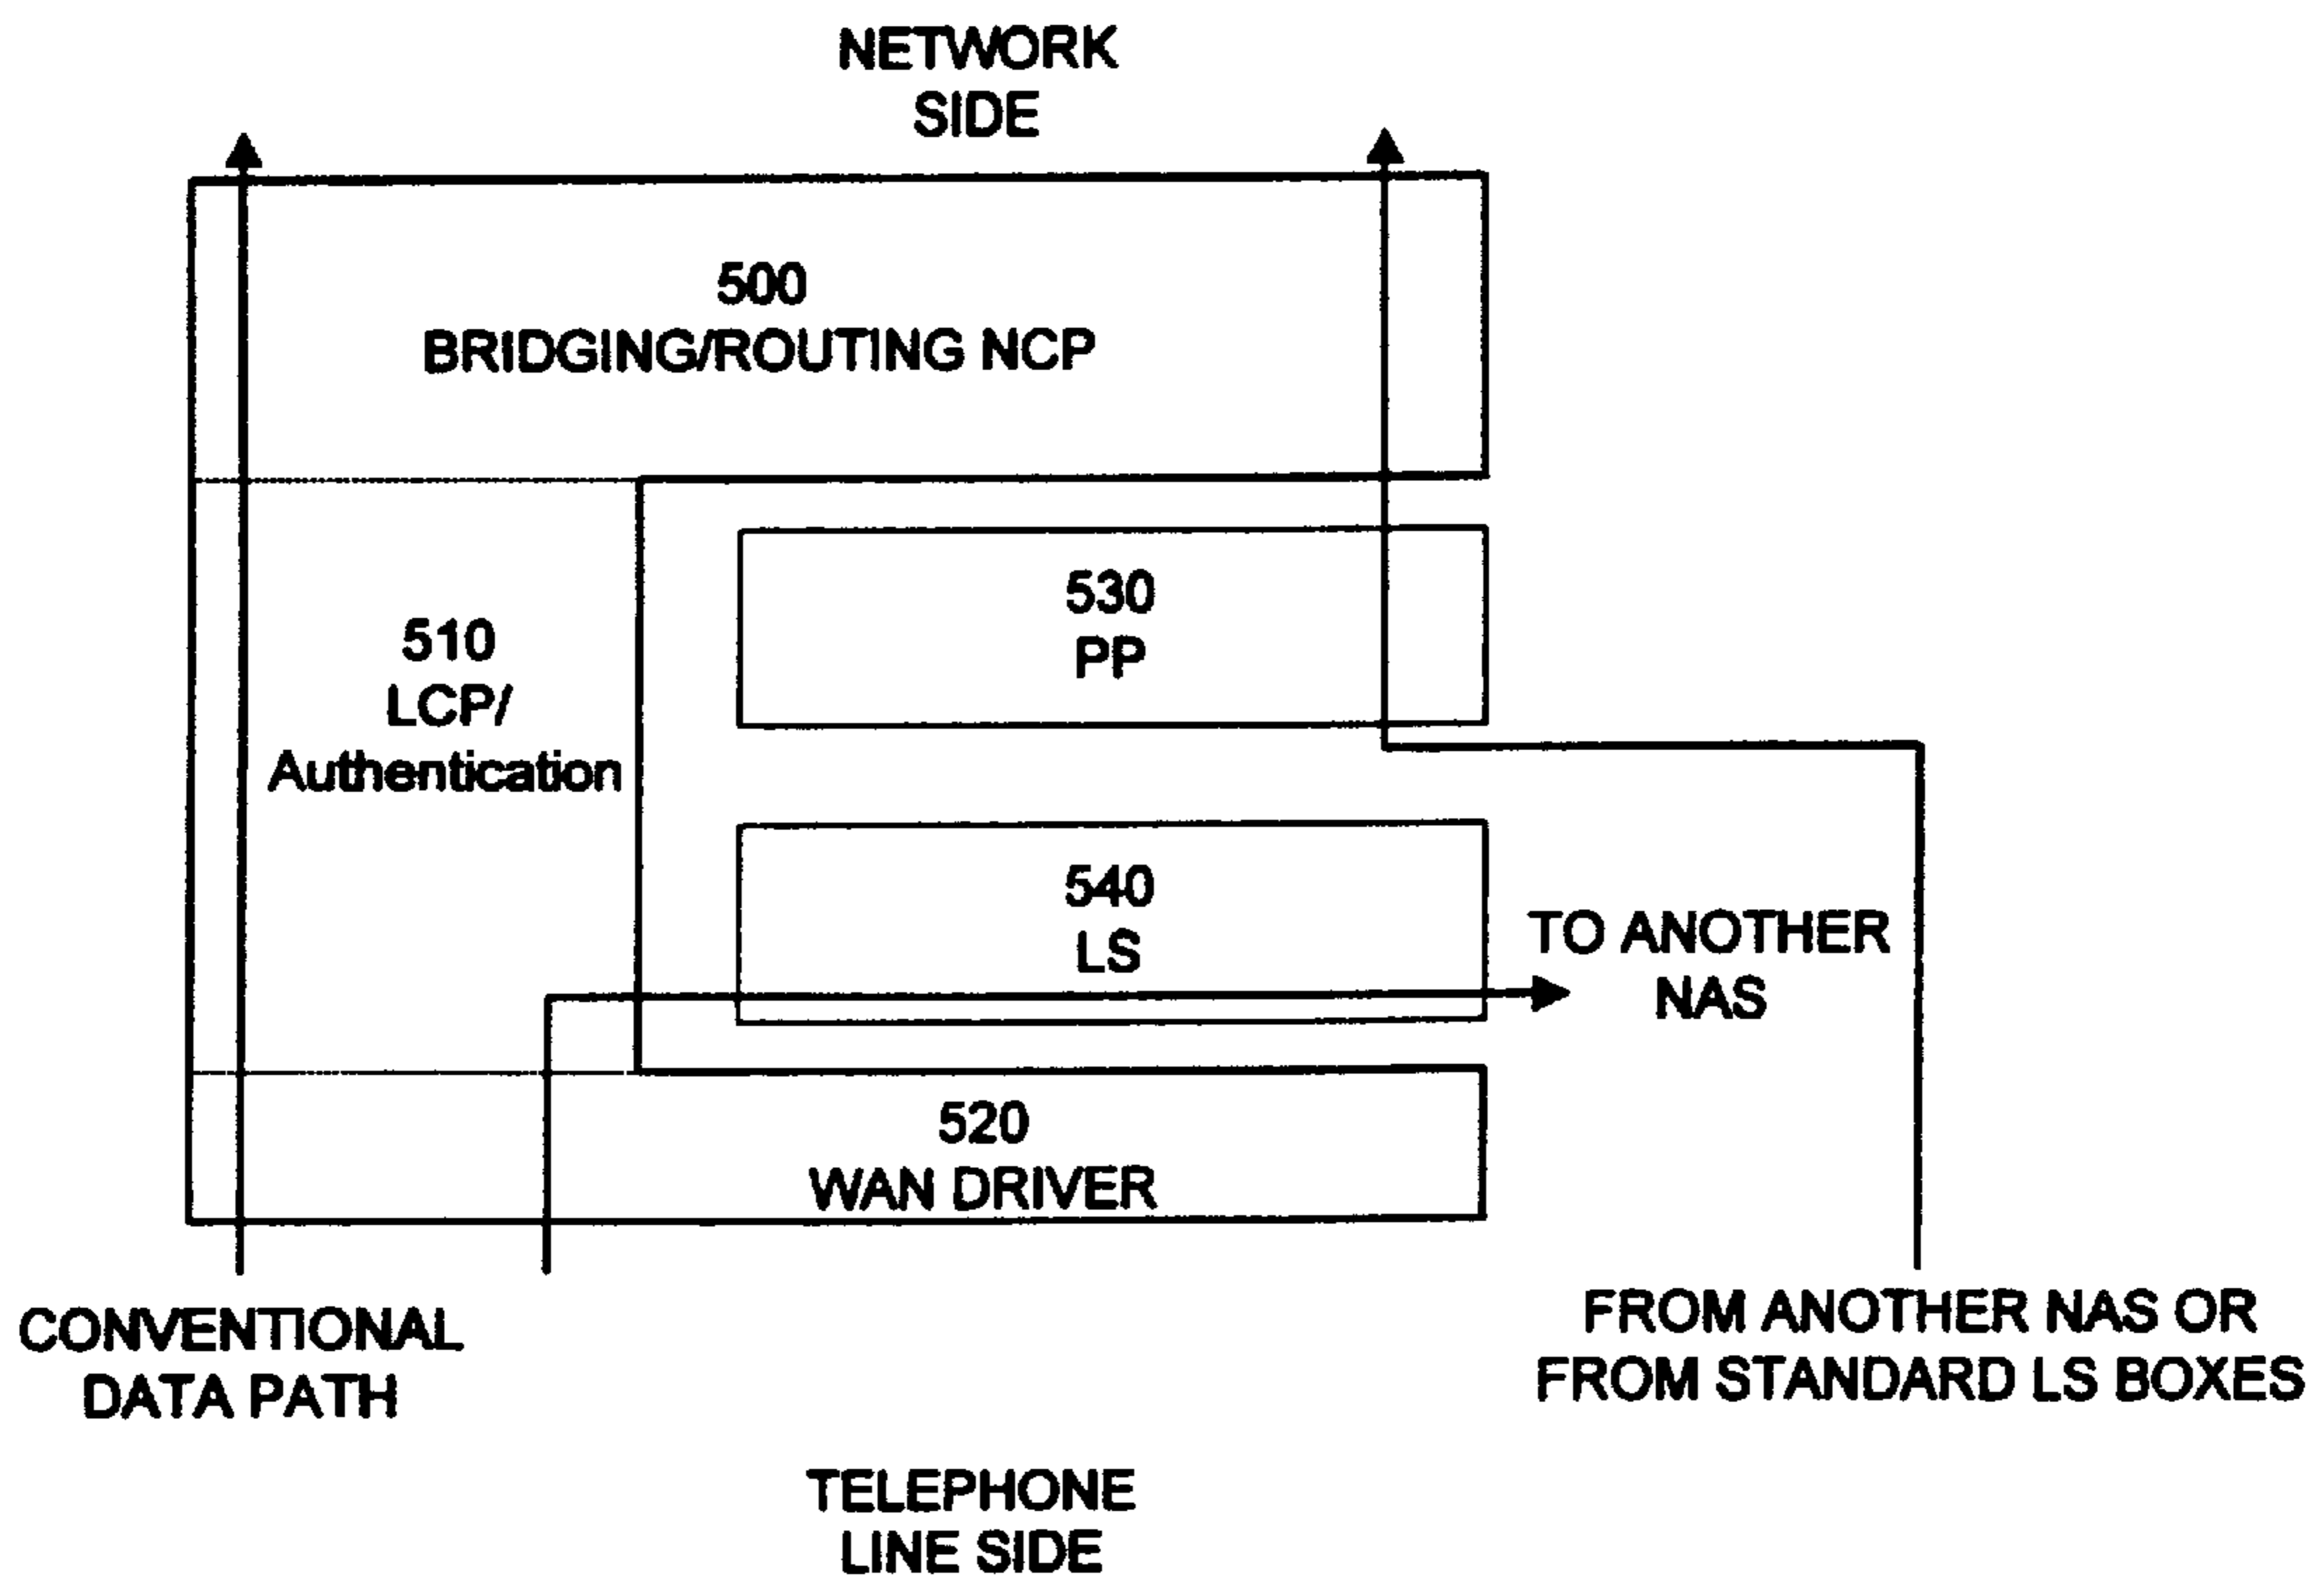 NETWORK
SIDE
500
BRIDGING/ROUTING NCP
530
PP
510
LCP/
Authentication
540
LS
TO ANOTHER
NAS
520
WAN DRIVER
CONVENTIONAL
DATA PATH
FROM ANOTHER NAS OR
FROM STANDARD LS BOXES
TELEPHONE
LINE SIDE